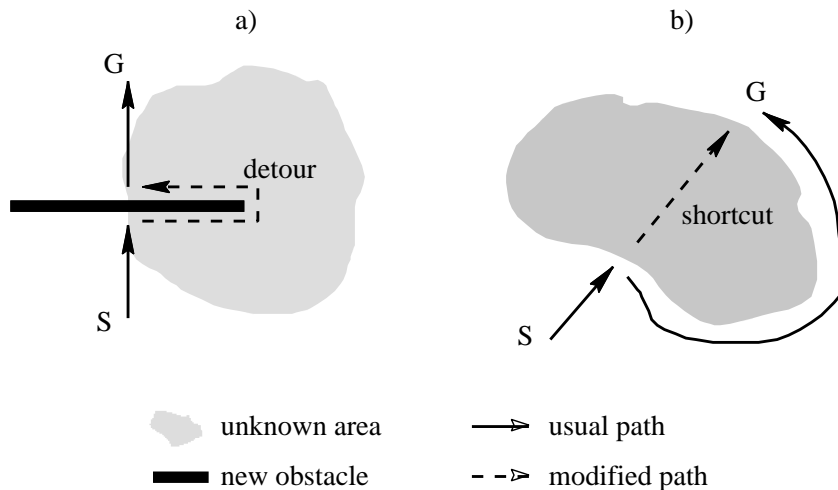 a)
b)
G
G
detour
shortcut
S
S
unknown area
usual path
new obstacle
modified path